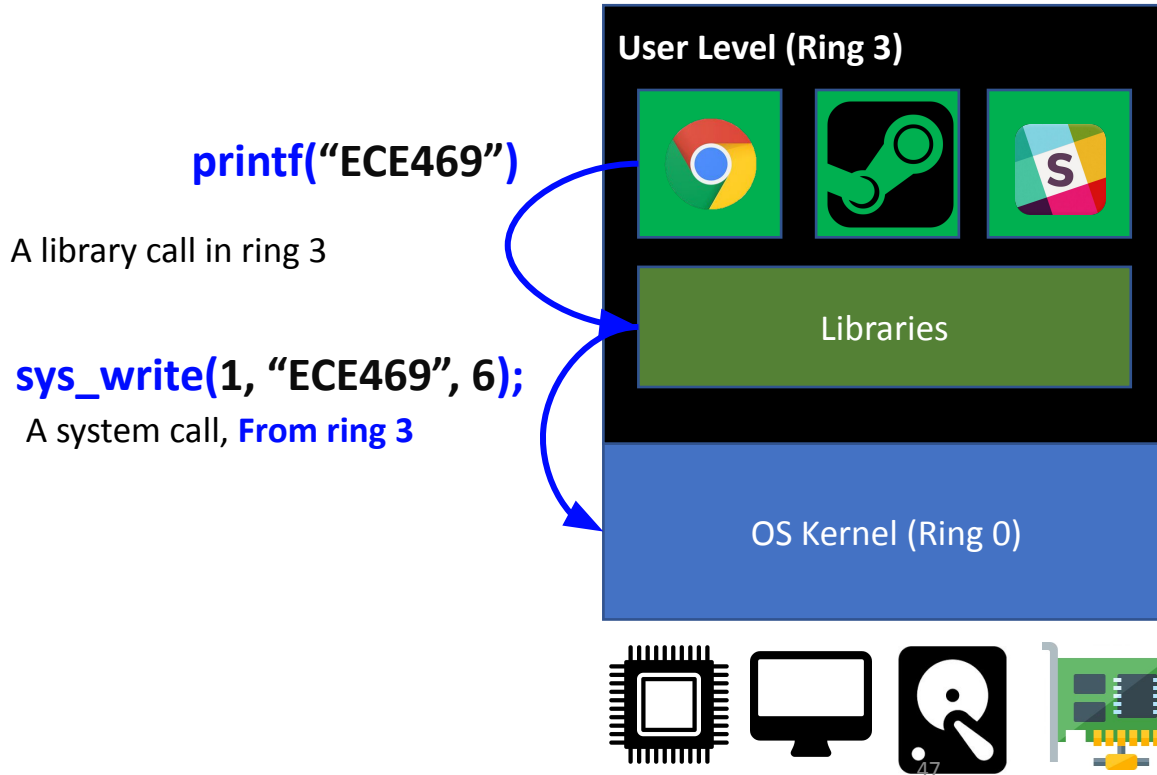 User Level (Ring 3)
printf(“ECE469”)
A library call in ring 3
S
Libraries
sys_write(1, “ECE469”, 6);
A system call, From ring 3
OS Kernel (Ring 0)
47